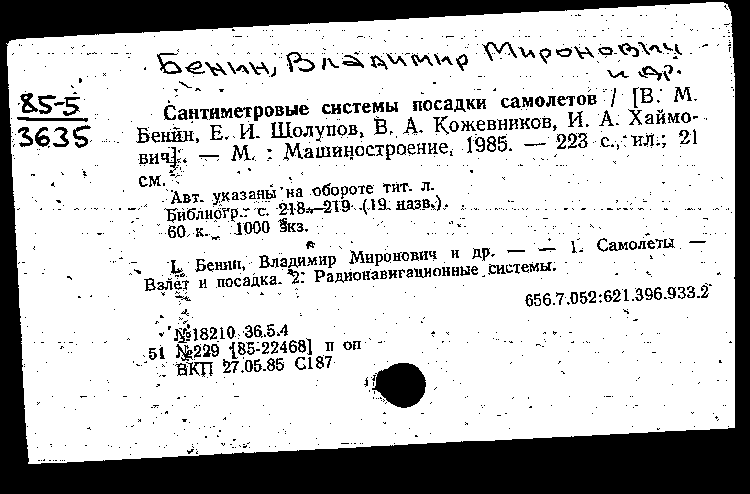 Бенин, Владимир Миронович
и др.
85-5
3635
Сантиметровые системы посадки самолетов / [В. М.
Бенин, Е. И. Шолупов, В. А. Кожевников, И. А. Хаймо-
вич]. — М. : Машиностроение, 1985. — 223 с., ил.; 21
см.
Авт. указаны на обороте тит. л.
Библиогр.: с. 218—219 (19 назв.).
60 к. 1000 экз.
I. Бенин, Владимир Миронович и др. — — 1. Самолеты —
Взлет и посадка. 2. Радионавигационные системы.
656.7.052:621.396.933.2
№18210 36.5.4
51 №229 [85-22468] п оп
ВКП 27.05.85 С187